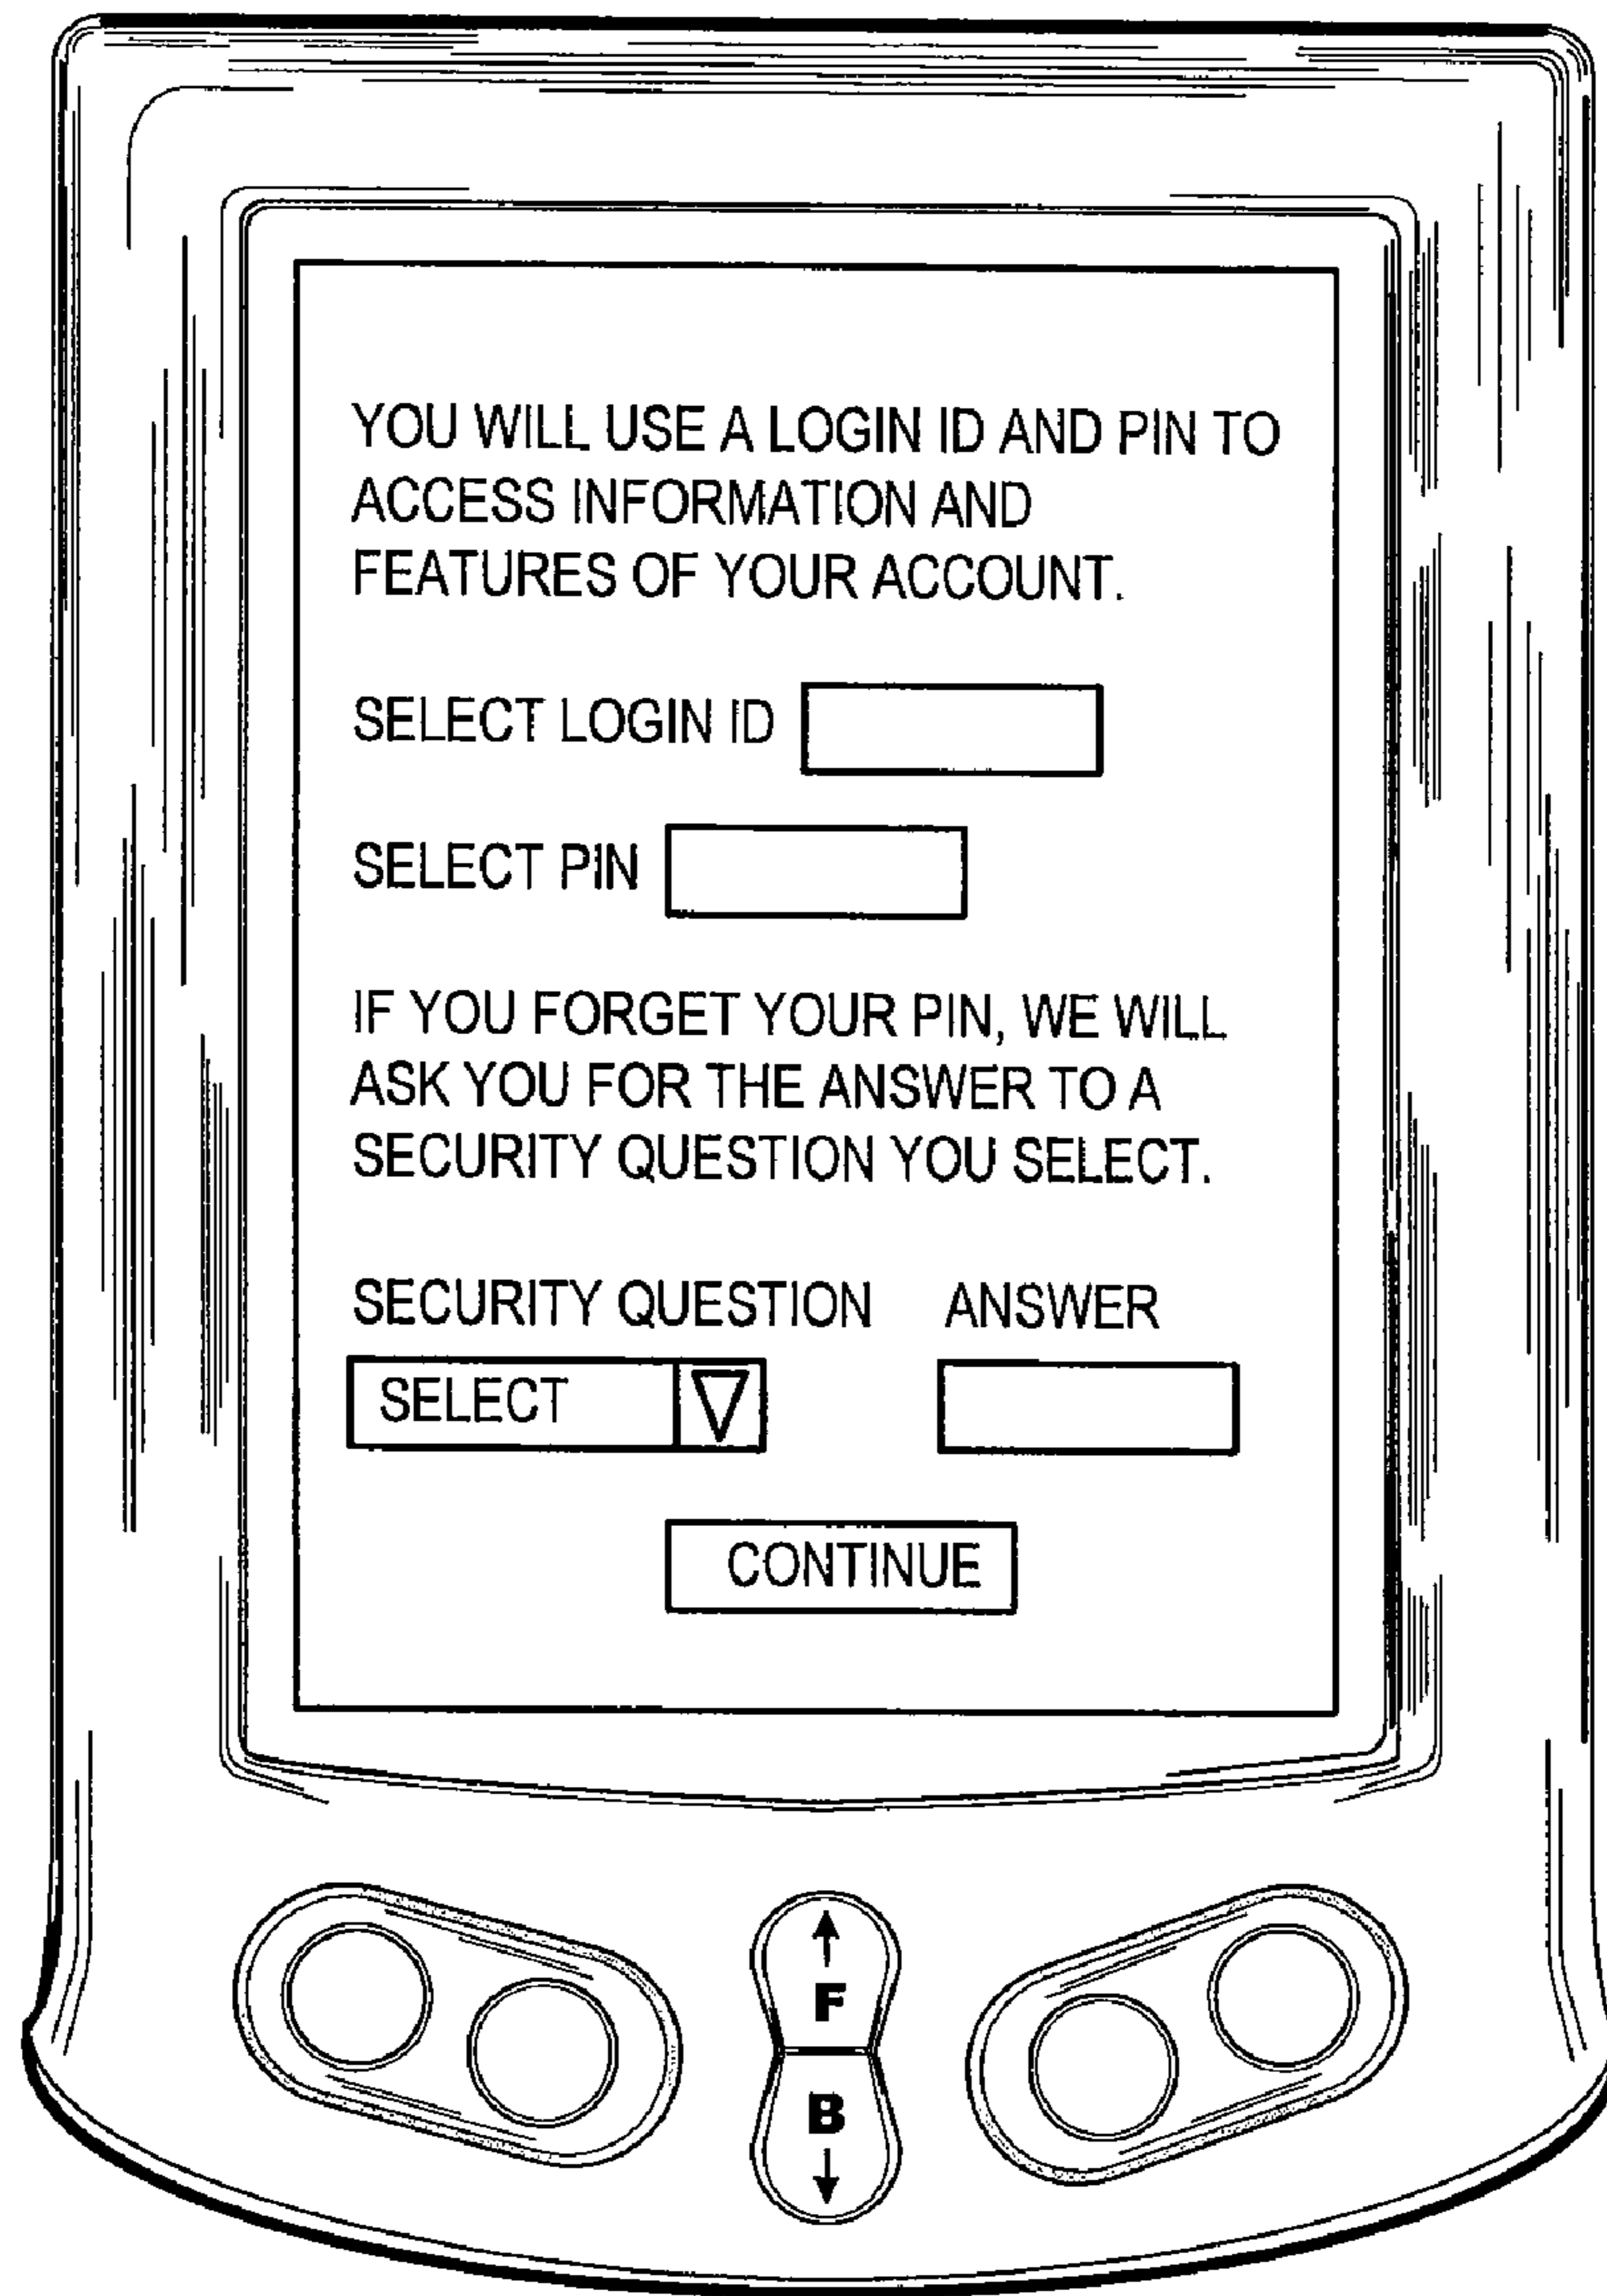 YOU WILL USE A LOGIN ID AND PIN TO
ACCESS INFORMATION AND
FEATURES OF YOUR ACCOUNT.
SELECT LOGIN ID
SELECT PIN
IF YOU FORGET YOUR PIN, WE WILL
ASK YOU FOR THE ANSWER TO A
SECURITY QUESTION YOU SELECT.
SECURITY QUESTION ANSWER
SELECT
CONTINUE
F
B